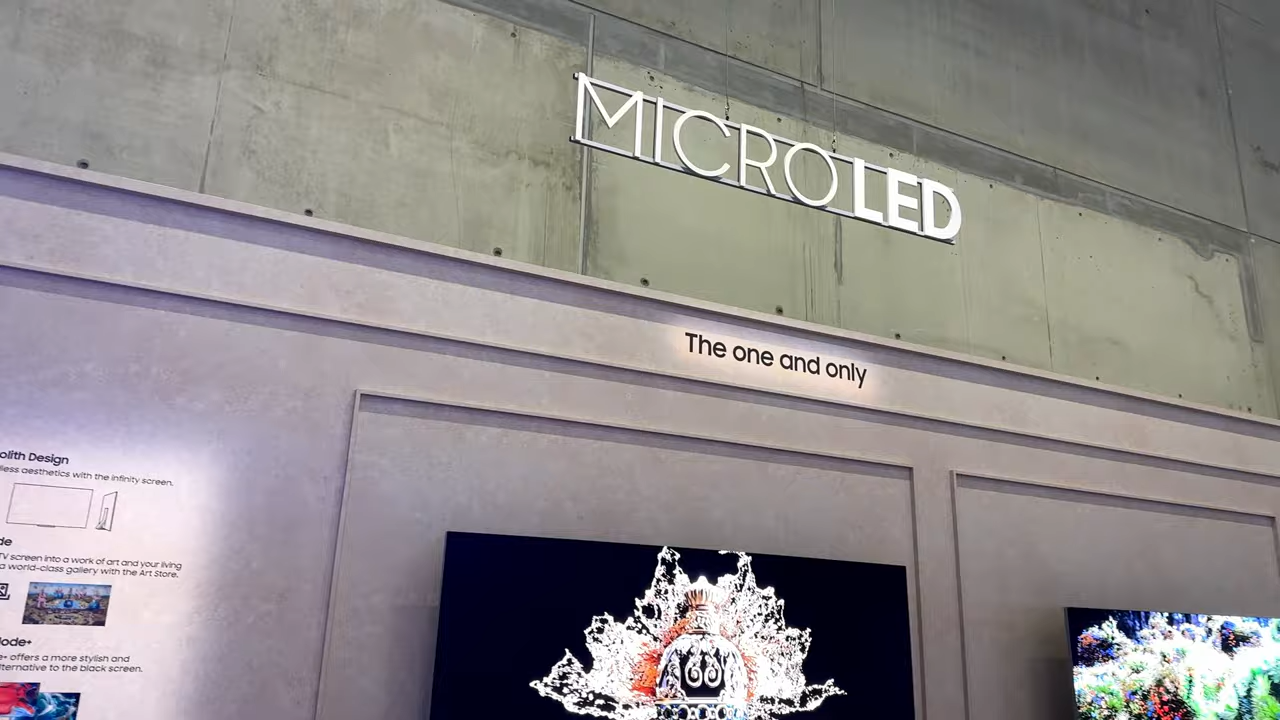 MICRO LED
The one and only
olith Design
less aesthetics with the infinity screen.
de
TV screen into a work of art and your living
a world-class gallery with the Art Store.
ode+
e+ offers a more stylish and
lternative to the black screen.